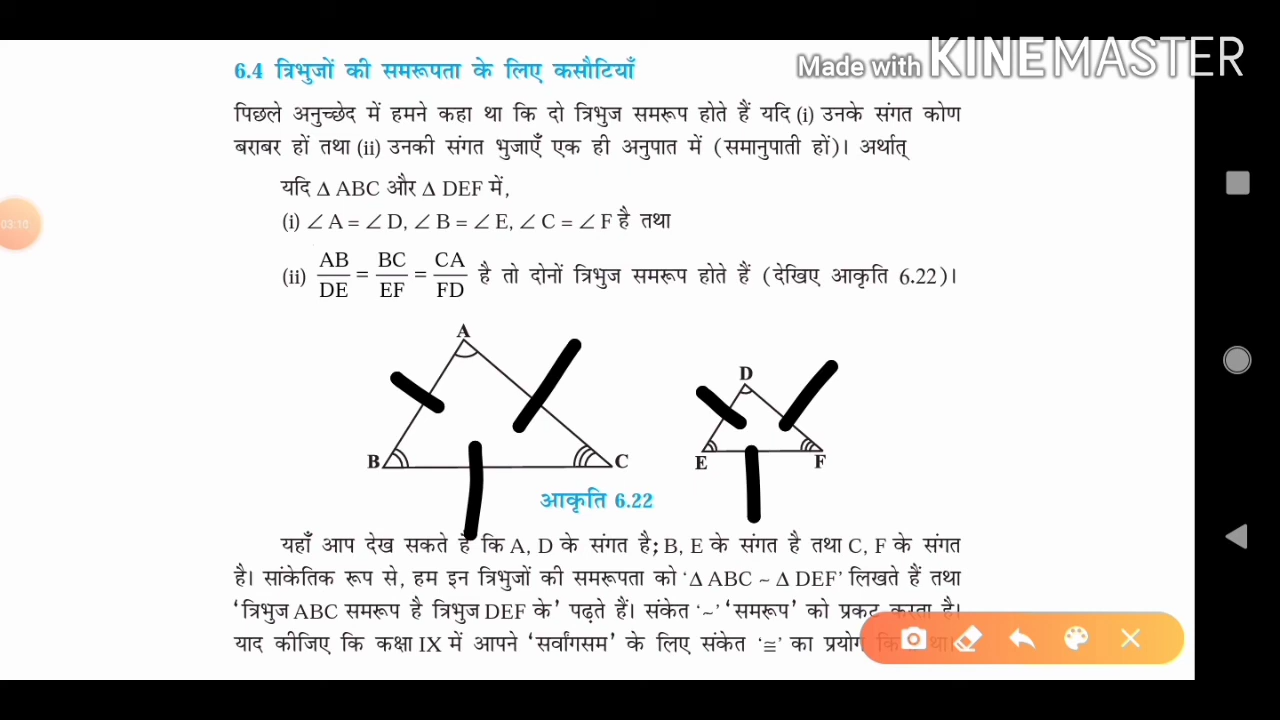 Made with KINEMASTER
6.4 त्रिभुजों की समरूपता के लिए कसौटियाँ
पिछले अनुच्छेद में हमने कहा था कि दो त्रिभुज समरूप होते हैं यदि (i) उनके संगत कोण
बराबर हों तथा (ii) उनकी संगत भुजाएँ एक ही अनुपात में (समानुपाती हों)। अर्थात्
यदि Δ ABC और Δ DEF में,
(i) ∠ A = ∠ D, ∠ B = ∠ E, ∠ C = ∠ F है तथा
(ii) AB/DE = BC/EF = CA/FD है तो दोनों त्रिभुज समरूप होते हैं (देखिए आकृति 6.22)।
03:10
A
D
B C
E F
आकृति 6.22
यहाँ आप देख सकते हैं कि A, D के संगत है; B, E के संगत है तथा C, F के संगत
है। सांकेतिक रूप से, हम इन त्रिभुजों की समरूपता को ‘Δ ABC ~ Δ DEF’ लिखते हैं तथा
‘त्रिभुज ABC समरूप है त्रिभुज DEF के’ पढ़ते हैं। संकेत ‘~’ ‘समरूप’ को प्रकट करता है।
याद कीजिए कि कक्षा IX में आपने ‘सर्वांगसम’ के लिए संकेत ‘≅’ का प्रयोग किया था।